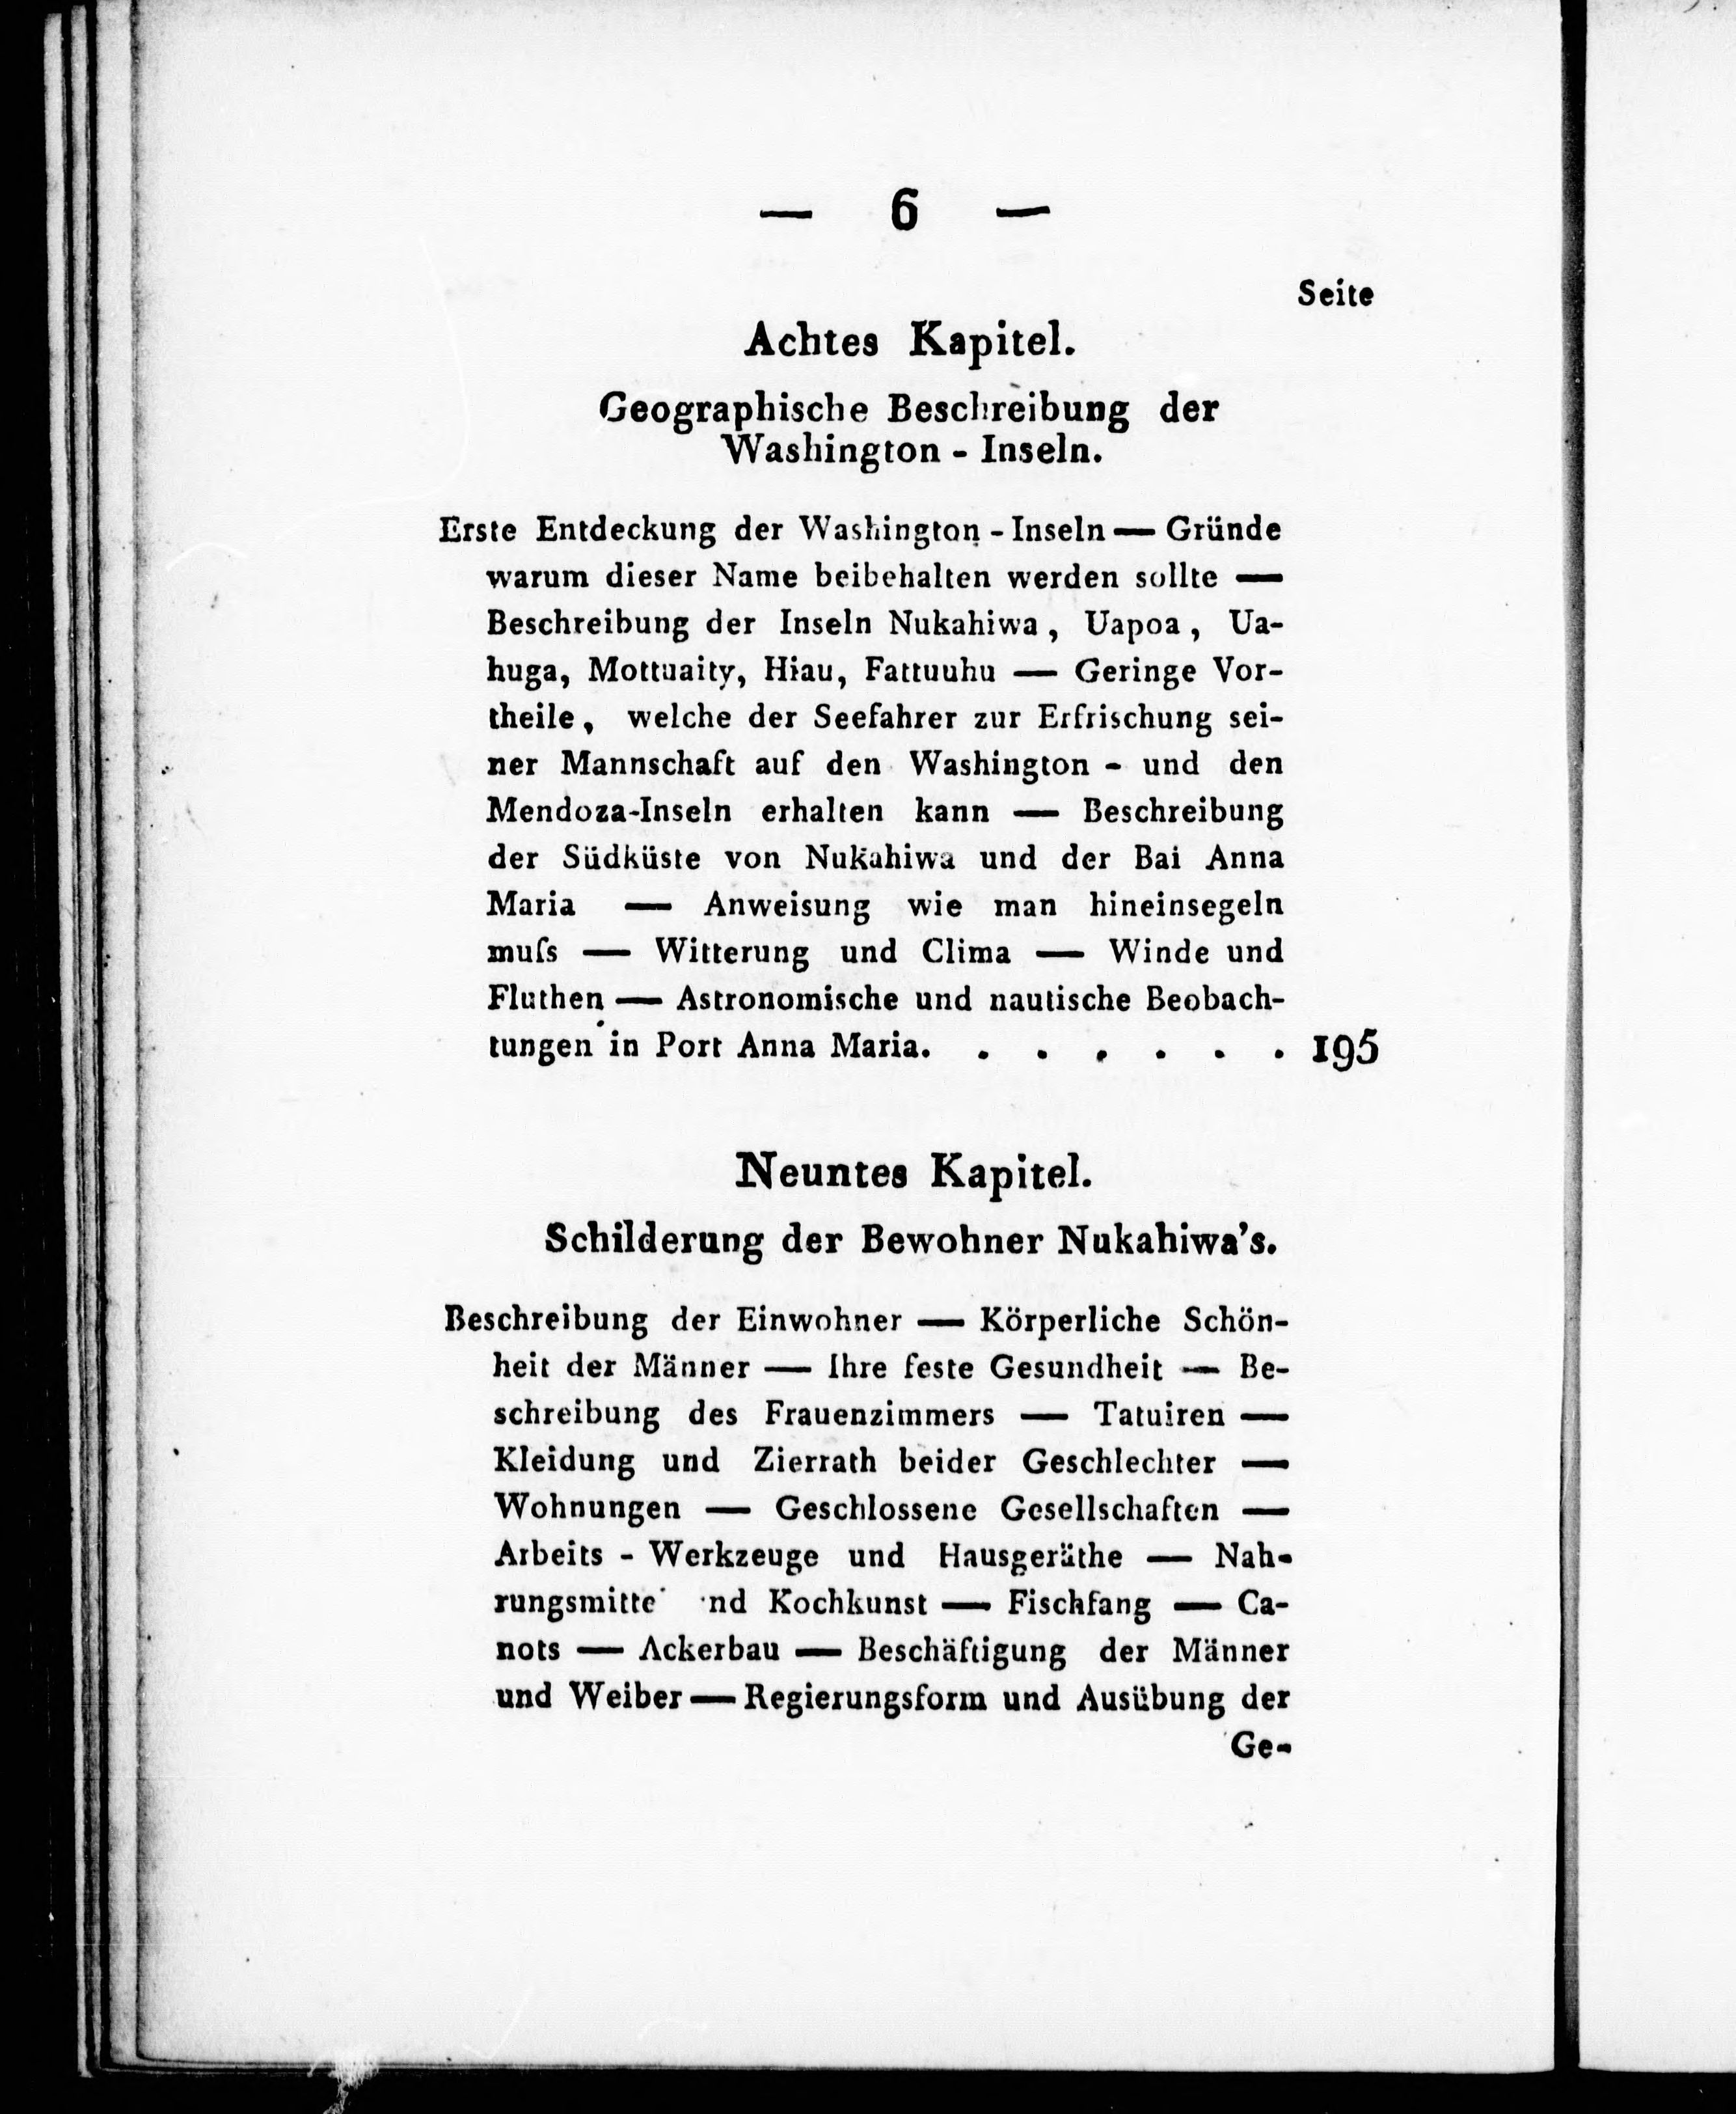 — 6 —
Seite
Achtes Kapitel.
Geographische Beschreibung der
Washington - Inseln.
Erste Entdeckung der Washington - Inseln — Gründe
warum dieser Name beibehalten werden sollte —
Beschreibung der Inseln Nukahiwa, Uapoa, Ua-
huga, Mottuaity, Hiau, Fattuuhu — Geringe Vor-
theile, welche der Seefahrer zur Erfrischung sei-
ner Mannschaft auf den Washington - und den
Mendoza-Inseln erhalten kann — Beschreibung
der Südküste von Nukahiwa und der Bai Anna
Maria — Anweisung wie man hineinsegeln
muſs — Witterung und Clima — Winde und
Fluthen — Astronomische und nautische Beobach-
tungen in Port Anna Maria. . . . . . . 195
Neuntes Kapitel.
Schilderung der Bewohner Nukahiwa's.
Beschreibung der Einwohner — Körperliche Schön-
heit der Männer — Ihre feste Gesundheit — Be-
schreibung des Frauenzimmers — Tatuiren —
Kleidung und Zierrath beider Geschlechter —
Wohnungen — Geschlossene Gesellschaften —
Arbeits - Werkzeuge und Hausgeräthe — Nah-
Kochkunst — Fischfang — Ca-
nots — Ackerbau — Beschäftigung der Männer
und Weiber — Regierungsform und Ausübung der
Ge-